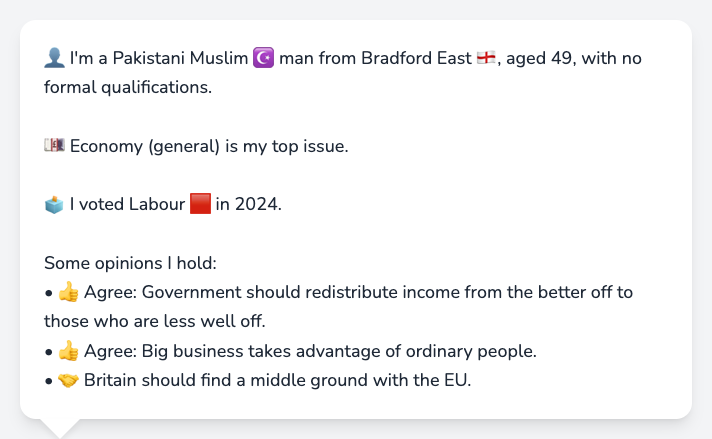 👤 I'm a Pakistani Muslim ☪️ man from Bradford East 🏴󠁧󠁢󠁥󠁮󠁧󠁿, aged 49, with no
formal qualifications.
💷 Economy (general) is my top issue.
🗳️ I voted Labour 🟥 in 2024.
Some opinions I hold:
• 👍 Agree: Government should redistribute income from the better off to
those who are less well off.
• 👍 Agree: Big business takes advantage of ordinary people.
• 🤝 Britain should find a middle ground with the EU.